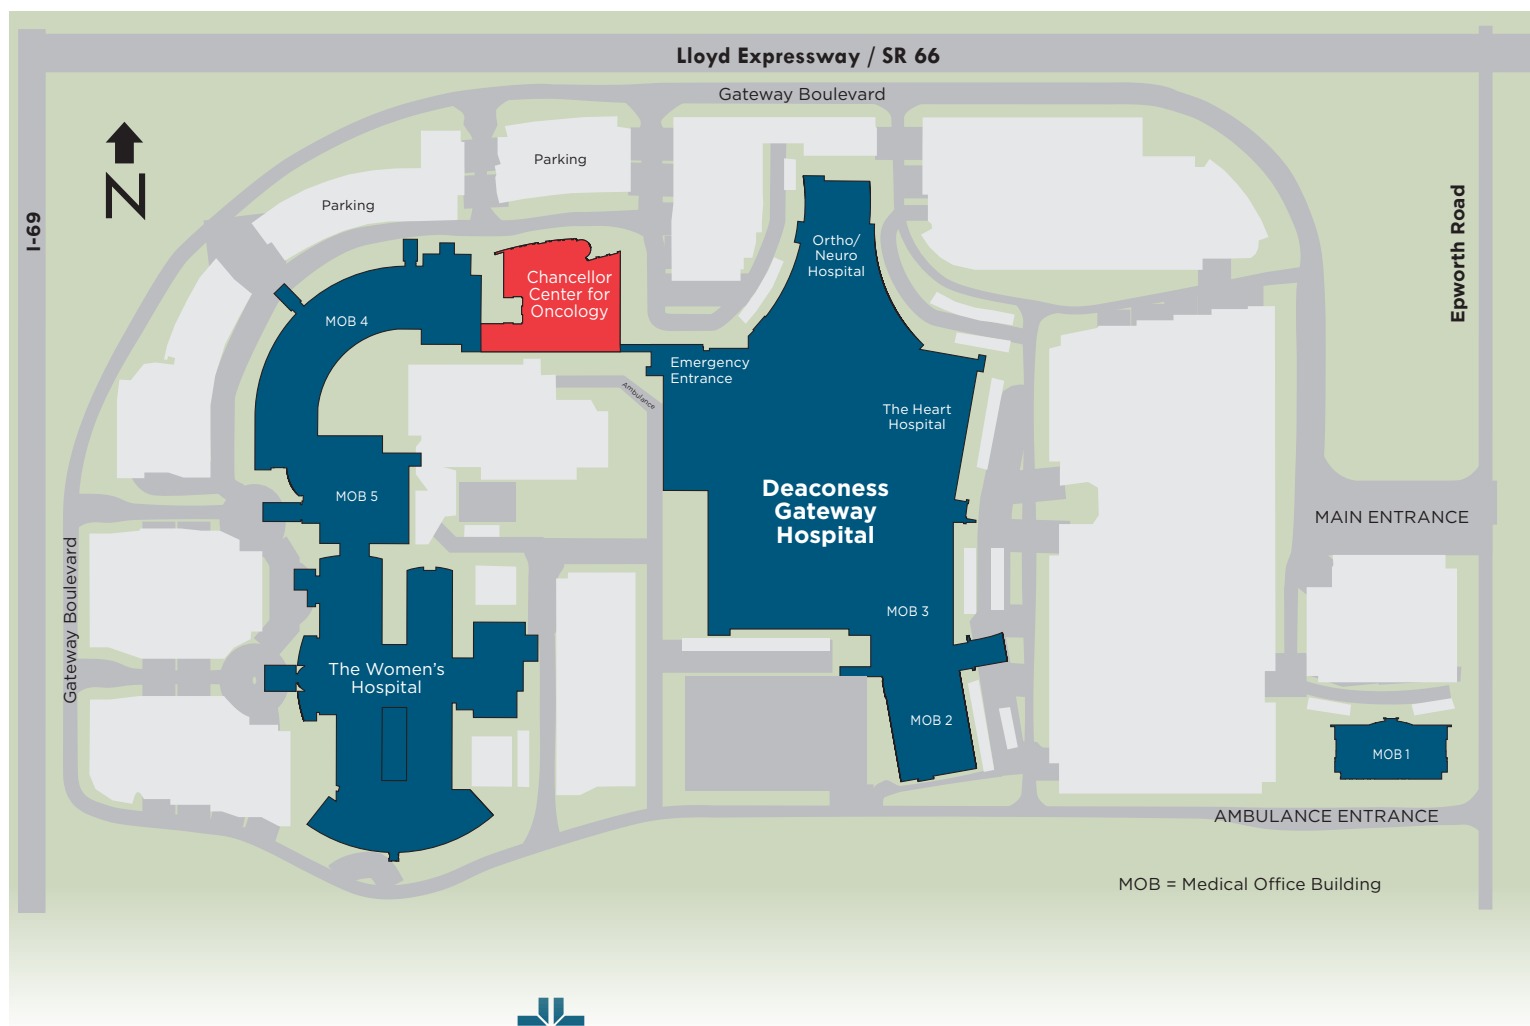 Lloyd Expressway / SR 66
Gateway Boulevard
Parking
Parking
N
I-69
Epworth Road
Ortho/
Neuro
Hospital
Chancellor
Center for
Oncology
MOB 4
Emergency
Entrance
Ambulance
The Heart
Hospital
MOB 5
Deaconess
Gateway
Hospital
MAIN ENTRANCE
Gateway Boulevard
MOB 3
The Women's
Hospital
MOB 2
MOB 1
AMBULANCE ENTRANCE
MOB = Medical Office Building